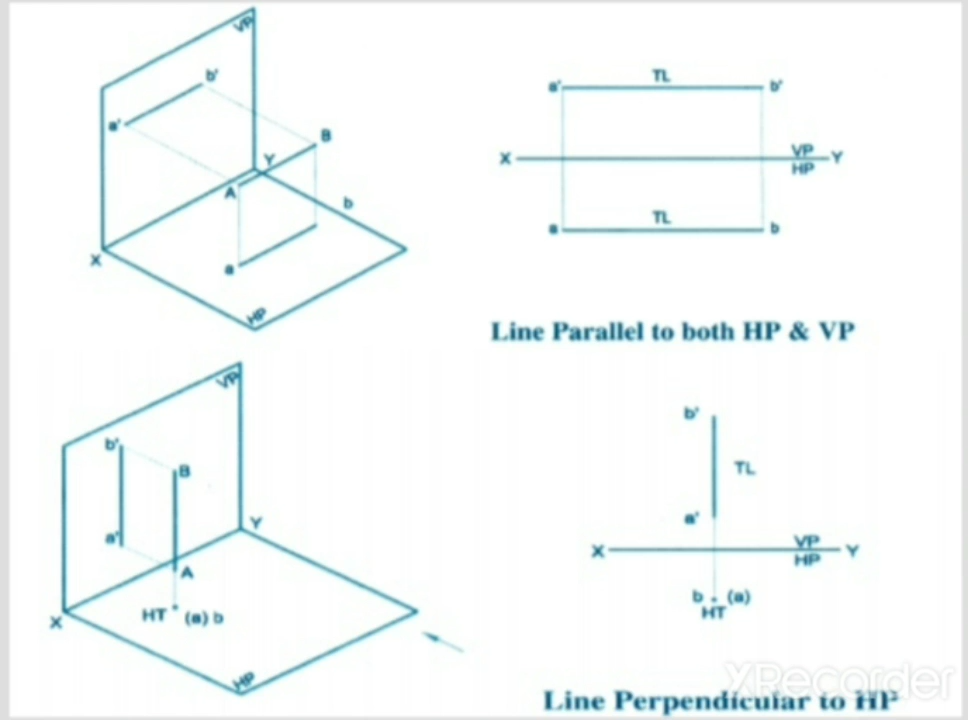 VP
b'
a'
B
Y
A
b
X
a
HP
a' TL b'
X VP Y
HP
a TL b
Line Parallel to both HP & VP
VP
b'
B
a'
Y
A
HT (a) b
X
HP
b'
TL
a'
X VP Y
HP
b (a)
HT
XRecorder
Line Perpendicular to HP